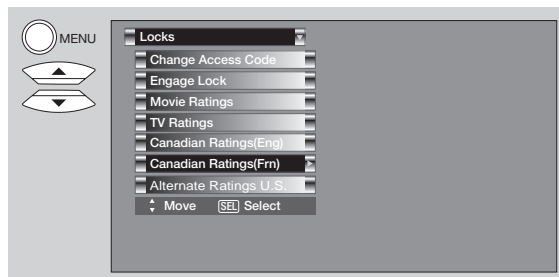 MENU
Locks
Change Access Code
Engage Lock
Movie Ratings
TV Ratings
Canadian Ratings(Eng)
Canadian Ratings(Frn)
Alternate Ratings U.S.
Move SEL Select